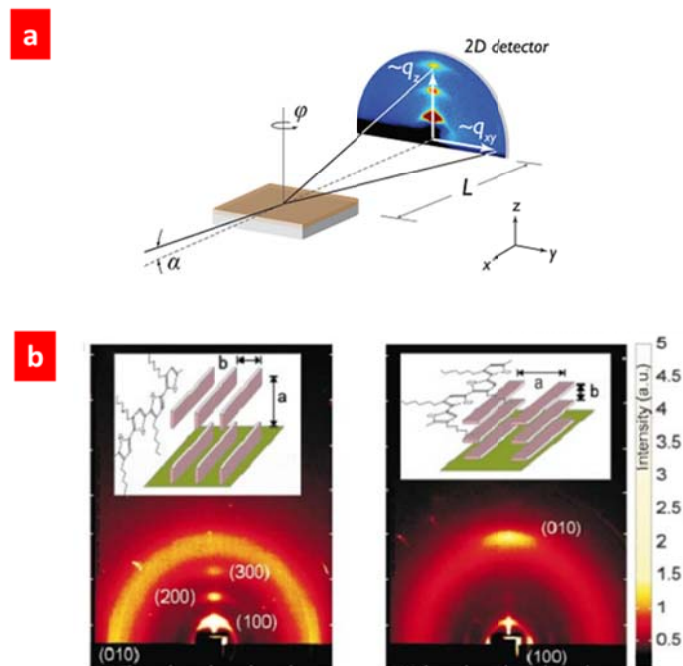 a
2D detector
~q_z
φ
~q_xy
L
α
z
x
y
b
b
a
(300)
(200)
(100)
(010)
a
b
(010)
(100)
5
4.5
4
3.5
3
2.5
2
1.5
1
0.5
Intensity (a.u.)